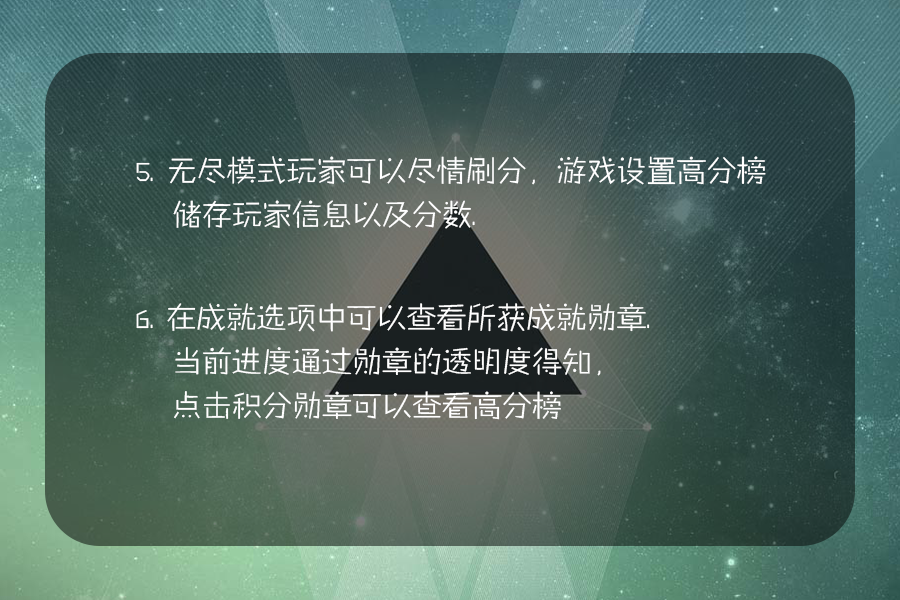 5. 无尽模式玩家可以尽情刷分，游戏设置高分榜
储存玩家信息以及分数.
6. 在成就选项中可以查看所获成就勋章.
当前进度通过勋章的透明度得知，
点击积分勋章可以查看高分榜